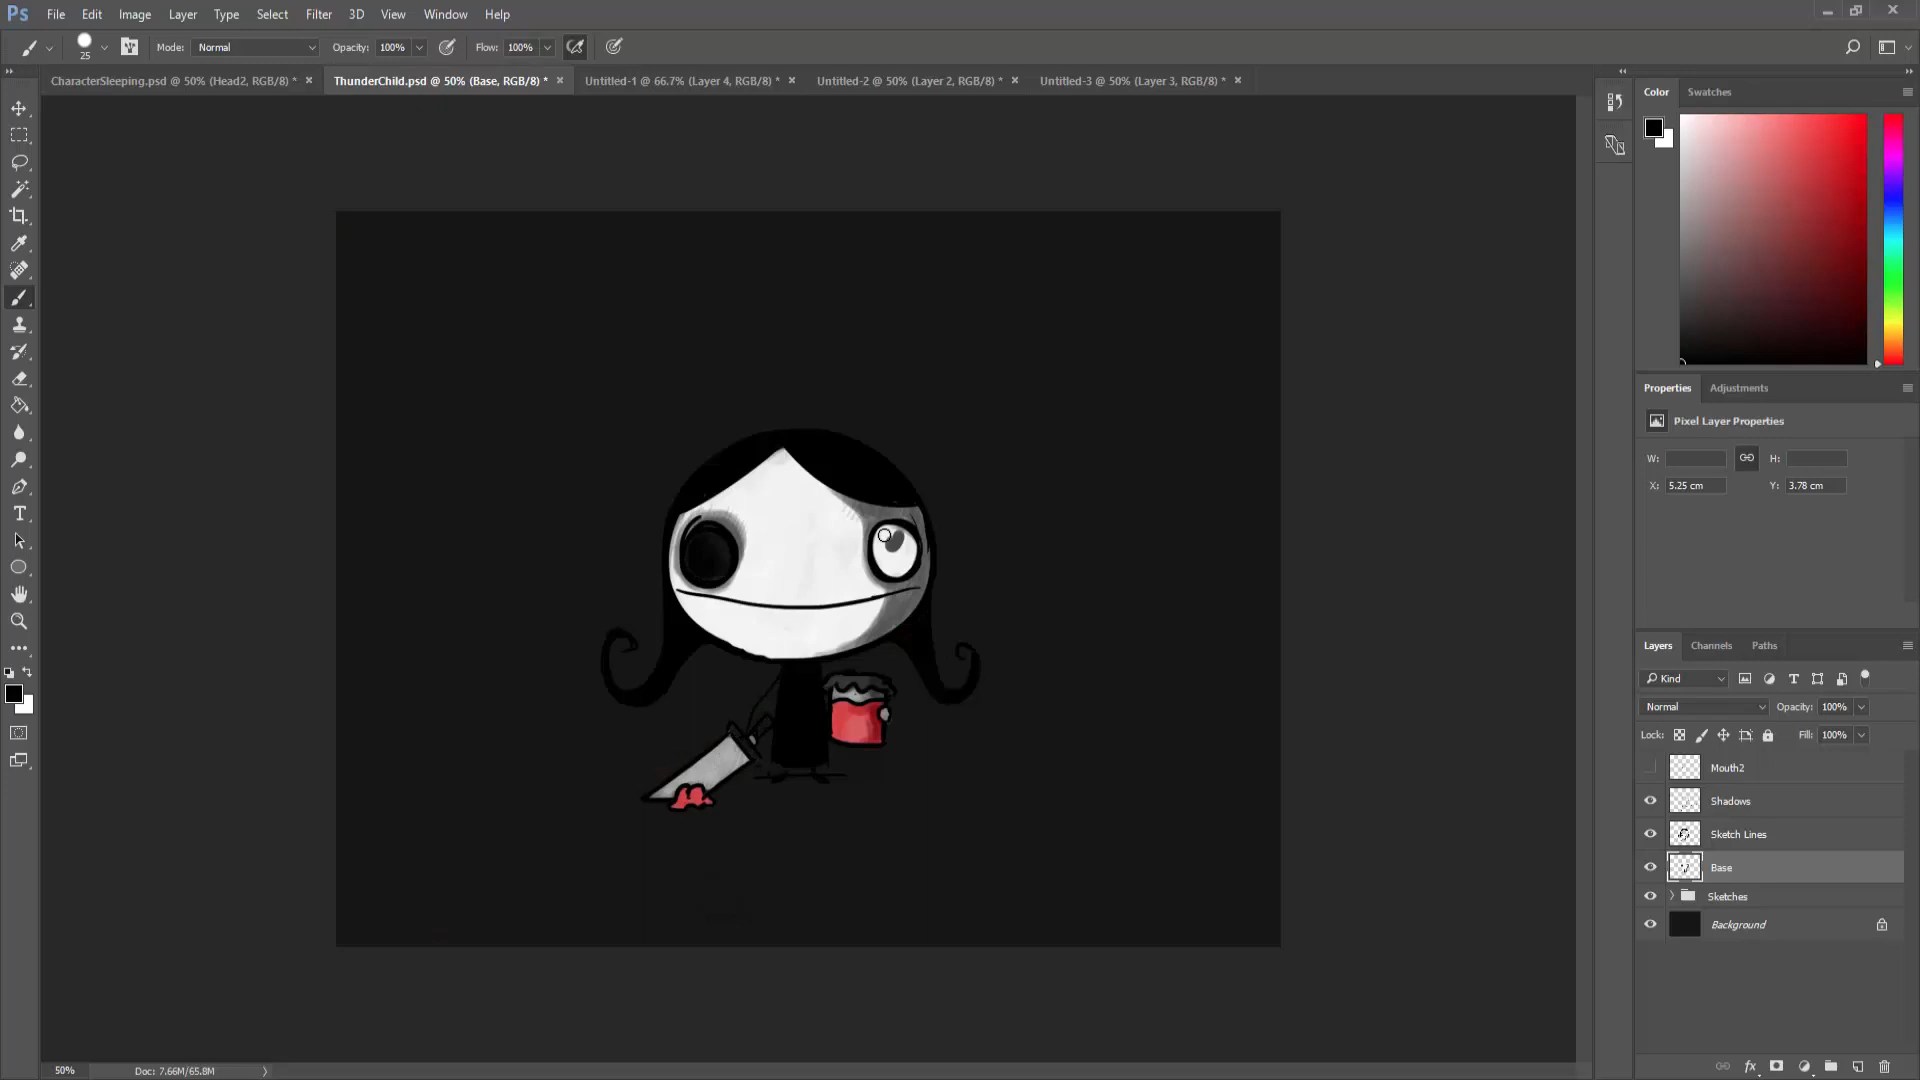 Ps File Edit Image Layer Type Select Filter 3D View Window Help
25 Mode: Normal Opacity: 100% Flow: 100%
CharacterSleeping.psd @ 50% (Head2, RGB/8) * ThunderChild.psd @ 50% (Base, RGB/8) * Untitled-1 @ 66.7% (Layer 4, RGB/8) * Untitled-2 @ 50% (Layer 2, RGB/8) * Untitled-3 @ 50% (Layer 3, RGB/8) *
Color Swatches
Properties Adjustments
Pixel Layer Properties
W: H:
X: 5.25 cm Y: 3.78 cm
Layers Channels Paths
Kind
Normal Opacity: 100%
Lock: Fill: 100%
Mouth2
Shadows
Sketch Lines
Base
Sketches
Background
50% Doc: 7.66M/65.8M